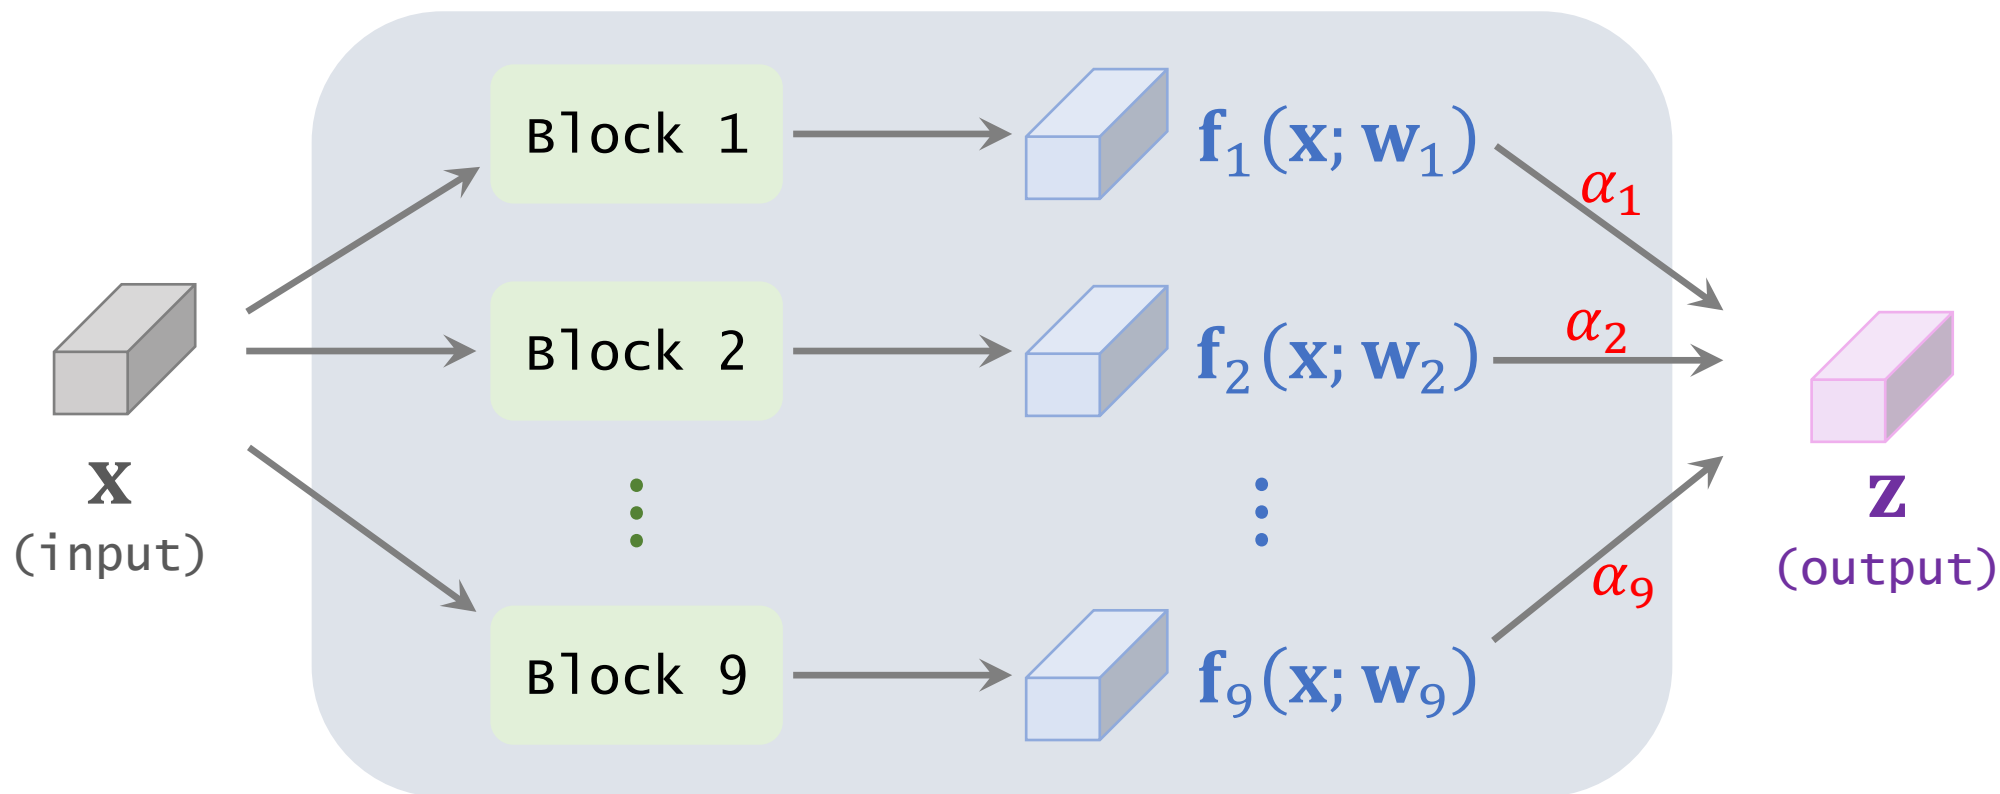 Block 1
f₁(x; w₁)
α₁
Block 2
f₂(x; w₂)
α₂
x
(input)
z
(output)
α₉
Block 9
f₉(x; w₉)